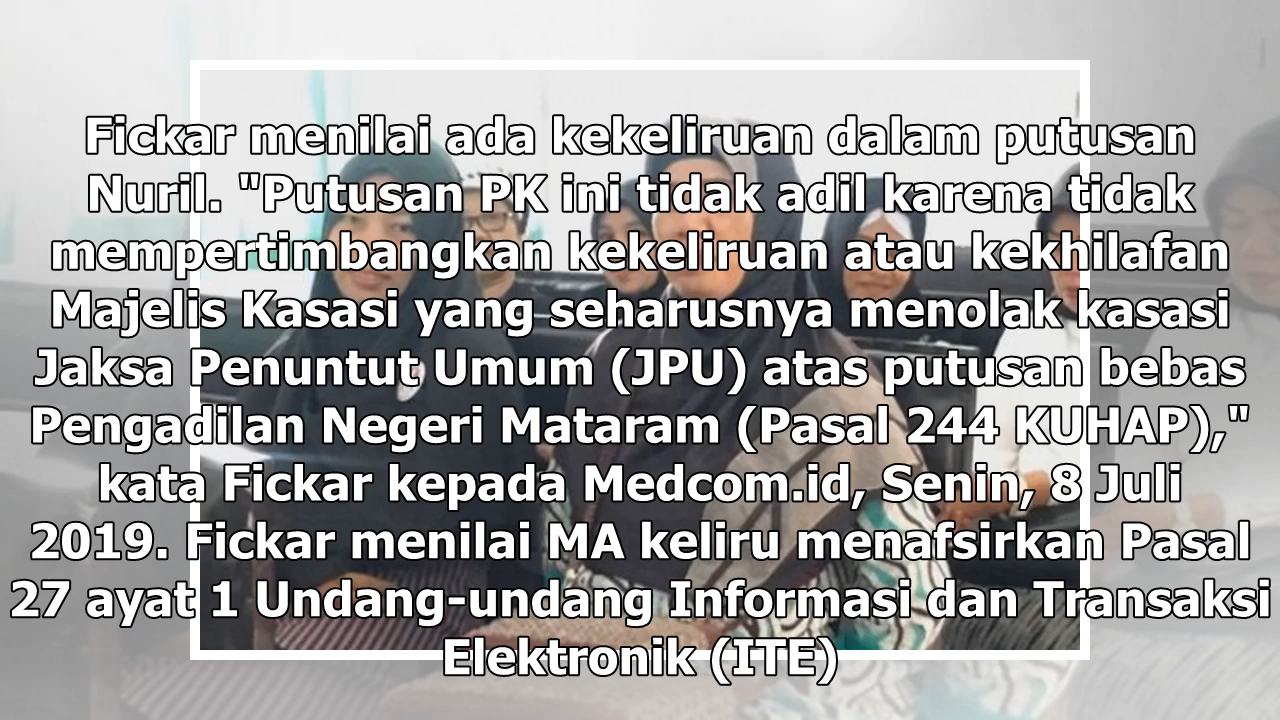 Fickar menilai ada kekeliruan dalam putusan
Nuril. "Putusan PK ini tidak adil karena tidak
mempertimbangkan kekeliruan atau kekhilafan
Majelis Kasasi yang seharusnya menolak kasasi
Jaksa Penuntut Umum (JPU) atas putusan bebas
Pengadilan Negeri Mataram (Pasal 244 KUHAP),"
kata Fickar kepada Medcom.id, Senin, 8 Juli
2019. Fickar menilai MA keliru menafsirkan Pasal
27 ayat 1 Undang-undang Informasi dan Transaksi
Elektronik (ITE)